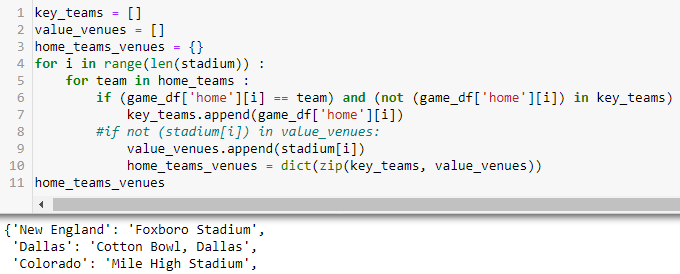 1 key_teams = []
2 value_venues = []
3 home_teams_venues = {}
4 for i in range(len(stadium)) :
5     for team in home_teams :
6         if (game_df['home'][i] == team) and (not (game_df['home'][i]) in key_teams)
7             key_teams.append(game_df['home'][i])
8         #if not (stadium[i]) in value_venues:
9             value_venues.append(stadium[i])
10             home_teams_venues = dict(zip(key_teams, value_venues))
11 home_teams_venues
{'New England': 'Foxboro Stadium',
 'Dallas': 'Cotton Bowl, Dallas',
 'Colorado': 'Mile High Stadium',